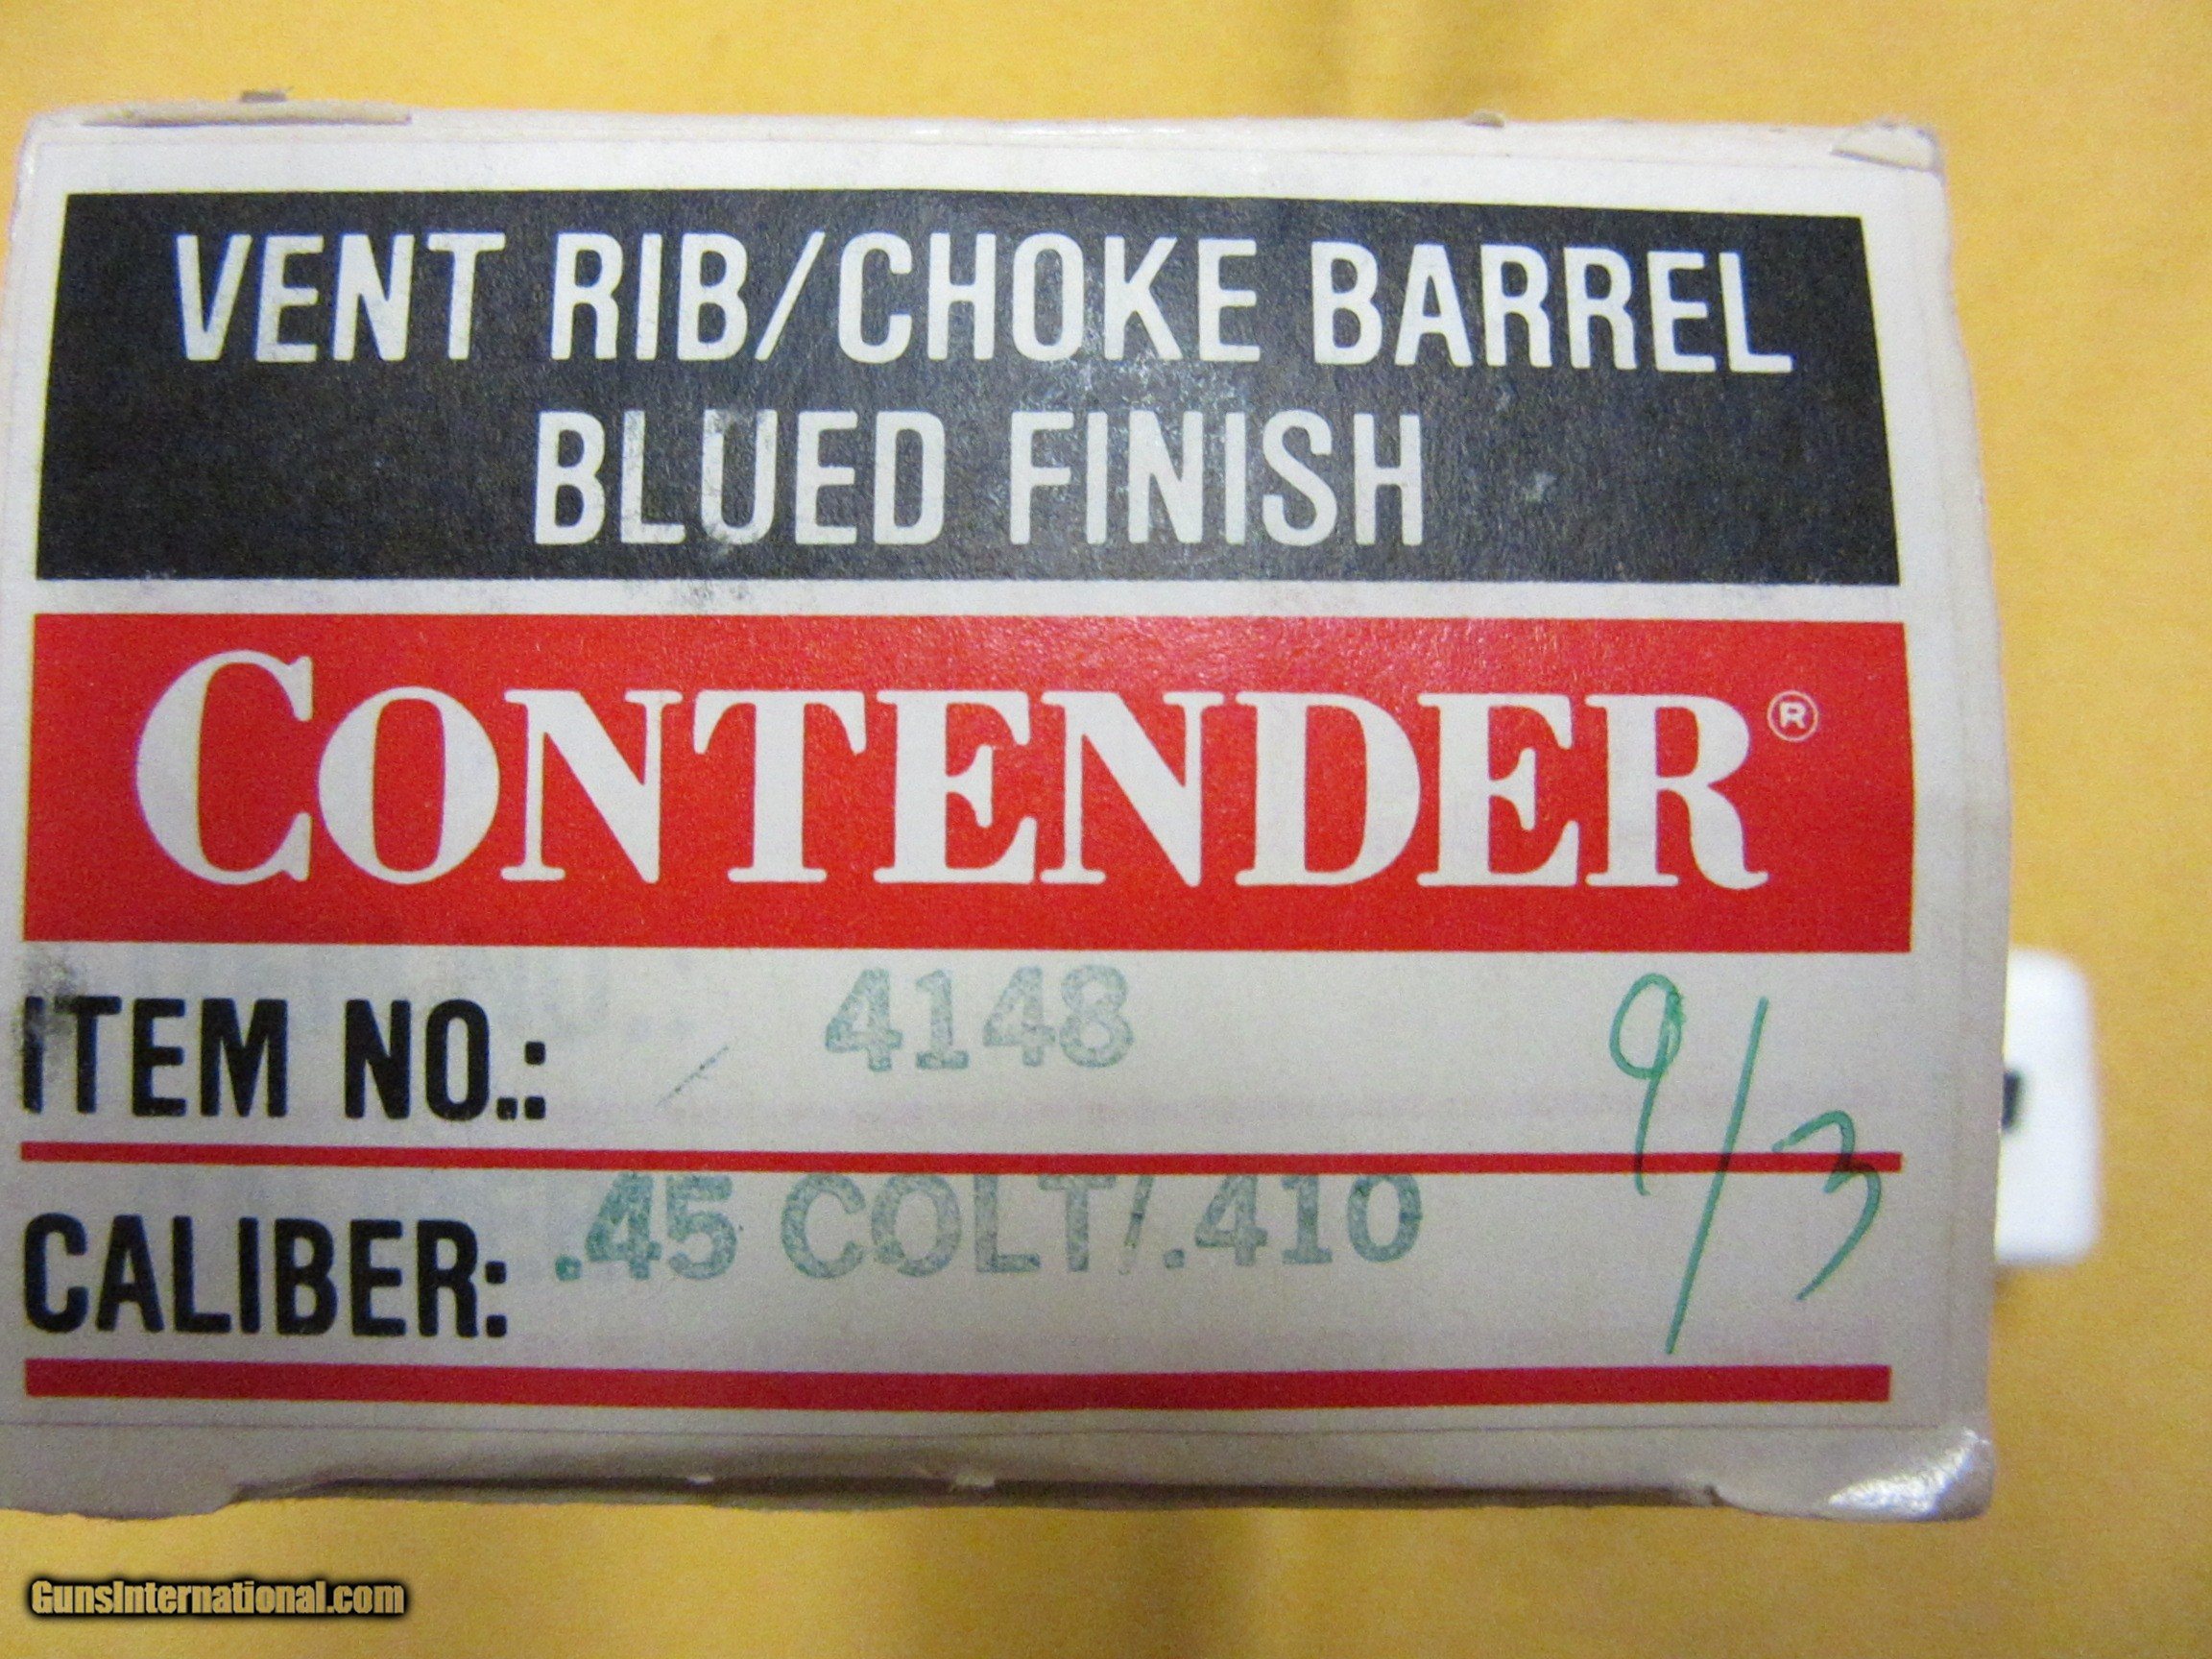 VENT RIB/CHOKE BARREL
BLUED FINISH
CONTENDER®
ITEM NO.: 4148
9/3
CALIBER: .45 COLT/.410
GunsInternational.com